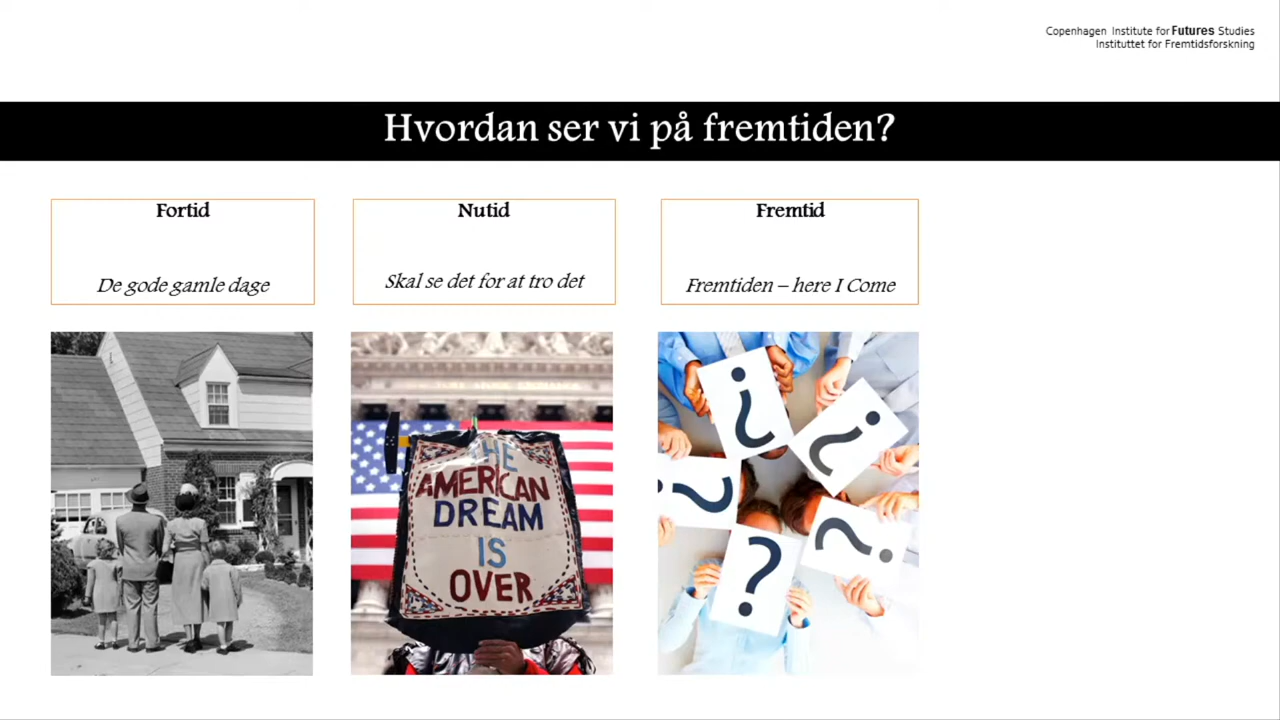 Copenhagen Institute for Futures Studies
Instituttet for Fremtidsforskning
Hvordan ser vi på fremtiden?
Fortid
De gode gamle dage
Nutid
Skal se det for at tro det
Fremtid
Fremtiden – here I Come
THE
AMERICAN
DREAM
IS
OVER
?
?
?
?
?